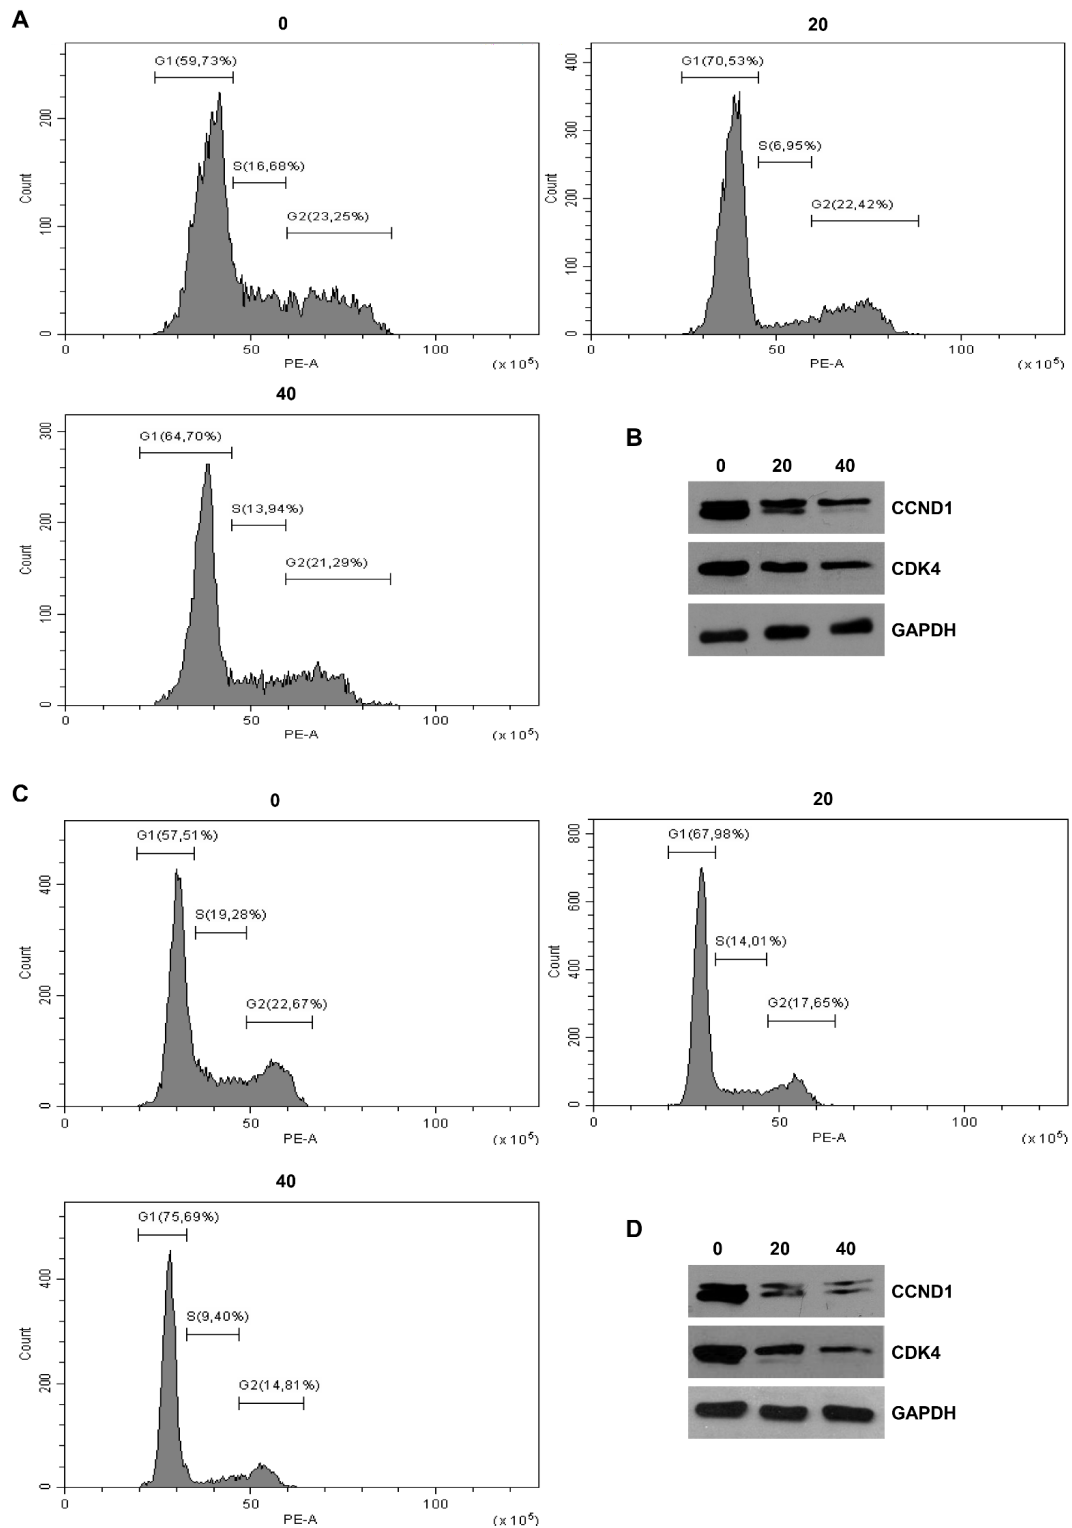 A
0
G1(59,73%)
S(16,68%)
G2(23,25%)
Count
0
100
200
0
50
100
PE-A
(x 10⁵)
20
G1(70,53%)
S(6,95%)
G2(22,42%)
Count
0
100
200
300
400
0
50
100
PE-A
(x 10⁵)
40
G1(64,70%)
S(13,94%)
G2(21,29%)
Count
0
100
200
300
0
50
100
PE-A
(x 10⁵)
B
0 20 40
CCND1
CDK4
GAPDH
C
0
G1(57,51%)
S(19,28%)
G2(22,67%)
Count
0
200
400
0
50
100
PE-A
(x 10⁵)
20
G1(67,98%)
S(14,01%)
G2(17,65%)
Count
0
200
400
600
800
0
50
100
PE-A
(x 10⁵)
40
G1(75,69%)
S(9,40%)
G2(14,81%)
Count
0
200
400
0
50
100
PE-A
(x 10⁵)
D
0 20 40
CCND1
CDK4
GAPDH